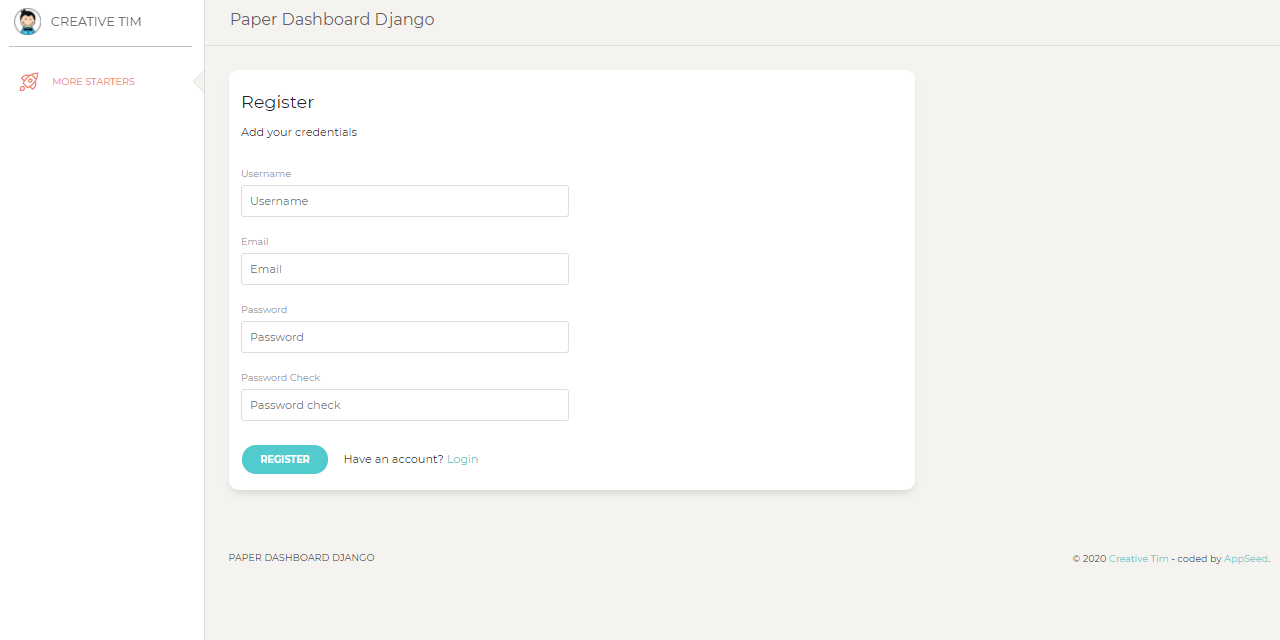 CREATIVE TIM
MORE STARTERS
Paper Dashboard Django
Register
Add your credentials
Username
Username
Email
Email
Password
Password
Password Check
Password check
REGISTER Have an account? Login
PAPER DASHBOARD DJANGO
© 2020 Creative Tim - coded by AppSeed.